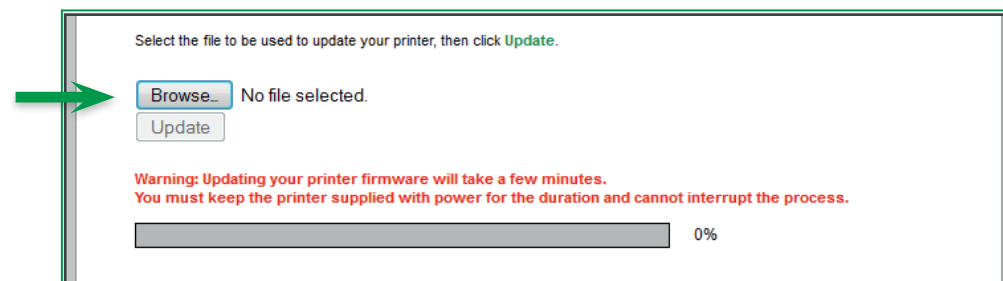 Select the file to be used to update your printer, then click Update.
Browse... No file selected.
Update
Warning: Updating your printer firmware will take a few minutes.
You must keep the printer supplied with power for the duration and cannot interrupt the process.
0%